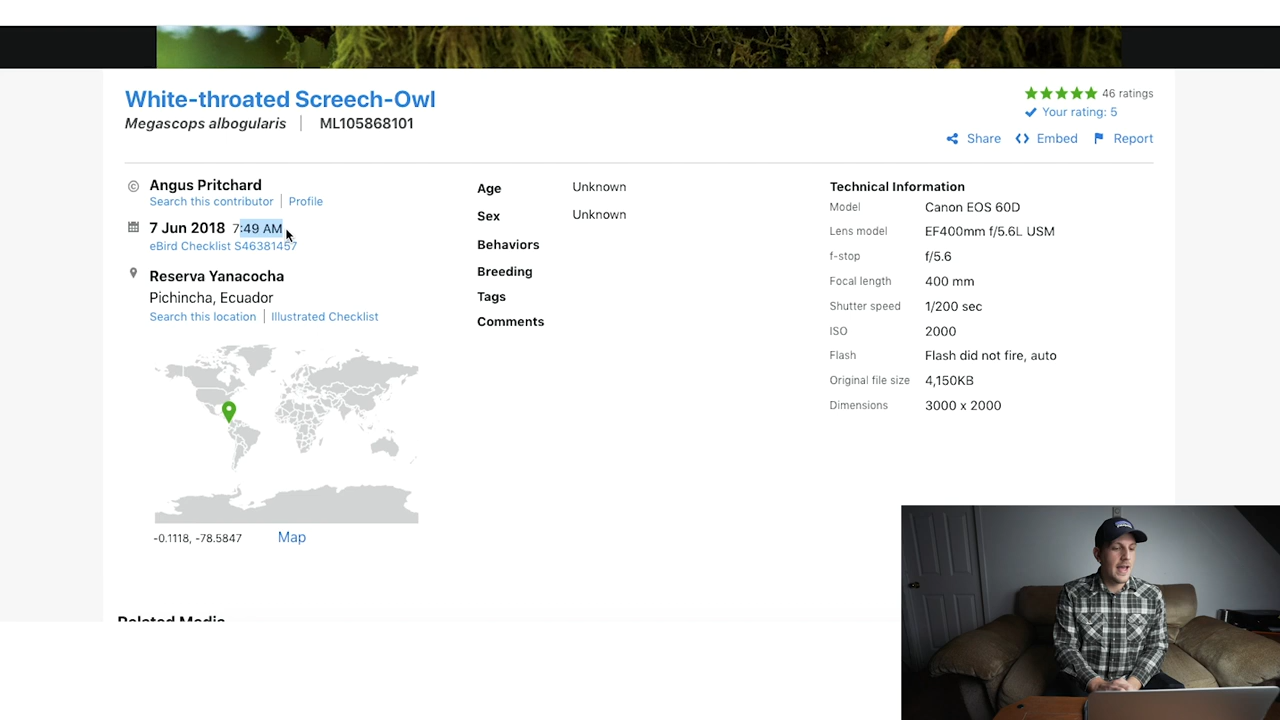 White-throated Screech-Owl
46 ratings
Megascops albogularis | ML105868101
Your rating: 5
Share Embed Report
© Angus Pritchard
Search this contributor | Profile
7 Jun 2018 7:49 AM
eBird Checklist S46381457
Reserva Yanacocha
Pichincha, Ecuador
Search this location | Illustrated Checklist
-0.1118, -78.5847 Map
Age Unknown
Sex Unknown
Behaviors
Breeding
Tags
Comments
Technical Information
Model Canon EOS 60D
Lens model EF400mm f/5.6L USM
f-stop f/5.6
Focal length 400 mm
Shutter speed 1/200 sec
ISO 2000
Flash Flash did not fire, auto
Original file size 4,150KB
Dimensions 3000 x 2000
Related Media